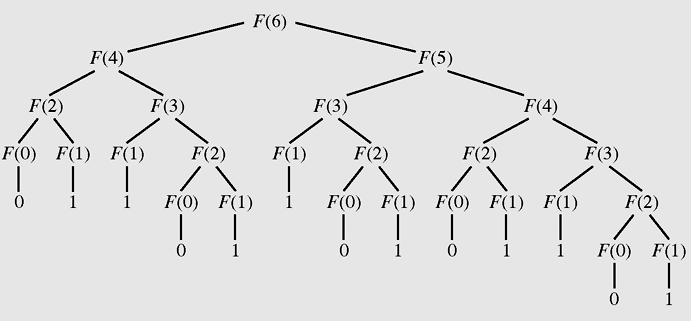 F(6)
F(4) F(5)
F(2) F(3) F(3) F(4)
F(0) F(1) F(1) F(2) F(1) F(2) F(2) F(3)
0 1 1 F(0) F(1) 1 F(0) F(1) F(0) F(1) F(1) F(2)
0 1 0 1 0 1 1 F(0) F(1)
0 1